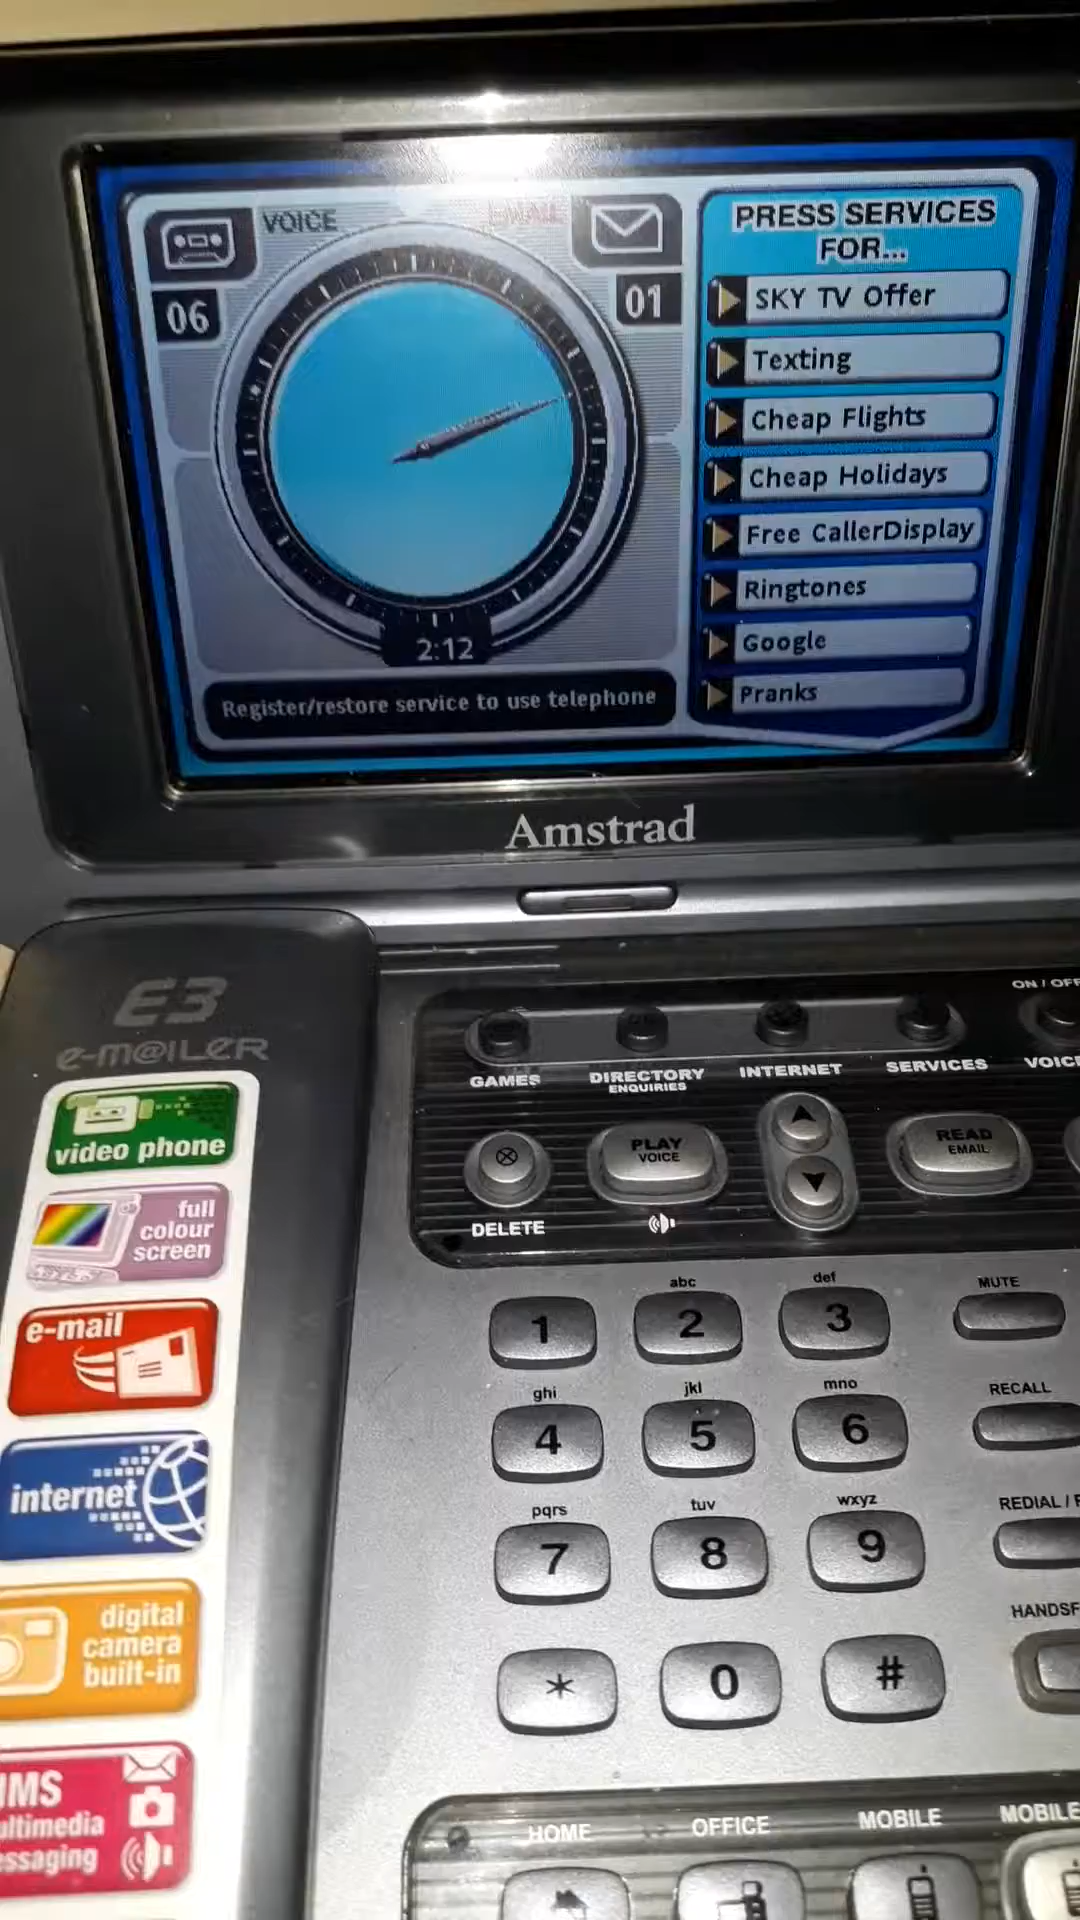 VOICE
EMAIL
06
01
2:12
Register/restore service to use telephone
PRESS SERVICES
FOR...
SKY TV Offer
Texting
Cheap Flights
Cheap Holidays
Free CallerDisplay
Ringtones
Google
Pranks
Amstrad
E3
e-m@iLeR
video phone
full
colour
screen
e-mail
internet
digital
camera
built-in
ON / OFF
GAMES
DIRECTORY
ENQUIRIES
INTERNET
SERVICES
PLAY
VOICE
READ
EMAIL
DELETE
1
abc
2
def
3
MUTE
ghi
4
jkl
5
mno
6
RECALL
pqrs
7
tuv
8
wxyz
9
REDIAL /
*
0
#
HOME
OFFICE
MOBILE
MOBILE